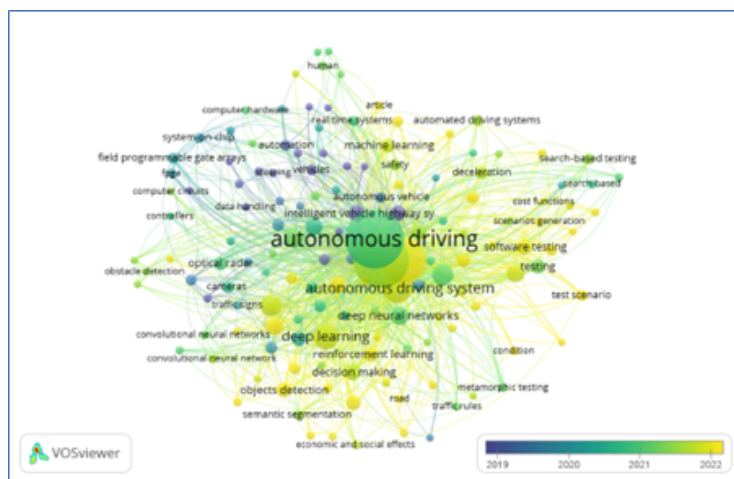 human
article
computer hardware
real time systems
automated driving systems
system-on-chip
automation
machine learning
field programmable gate arrays
safety
search-based testing
fpga
steering
vehicles
deceleration
computer circuits
search-based
autonomous vehicle
data handling
cost functions
controllers
intelligent vehicle highway sy
scenarios generation
autonomous driving
software testing
optical radar
testing
obstacle detection
cameras
autonomous driving system
test scenario
traffic signs
deep neural networks
convolutional neural networks
deep learning
convolutional neural network
reinforcement learning
condition
decision making
objects detection
metamorphic testing
road
traffic rules
semantic segmentation
economic and social effects
VOSviewer
2019 2020 2021 2022